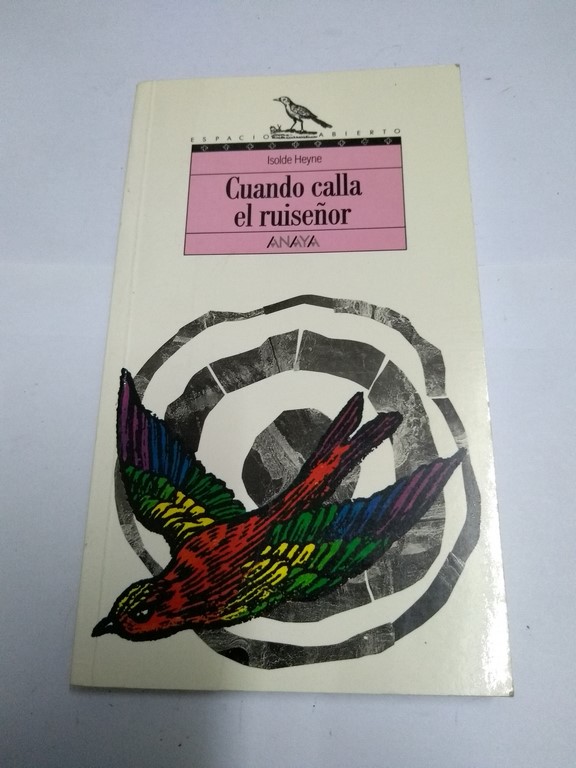 ESPACIO ABIERTO
Isolde Heyne
Cuando calla
el ruiseñor
ANAYA